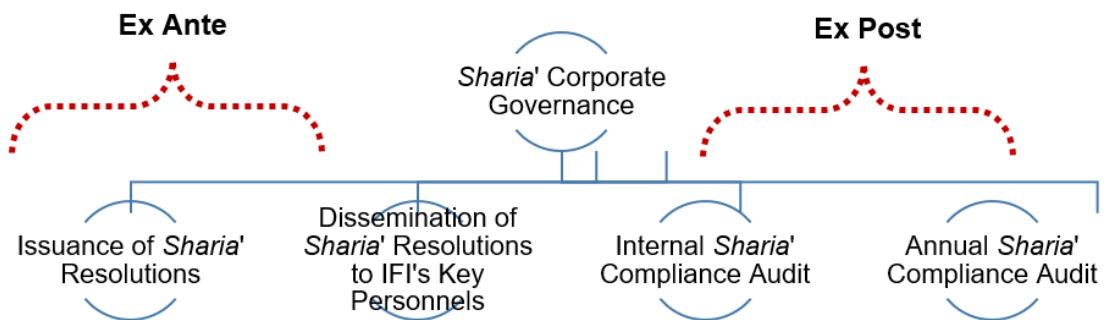 Ex Ante
Ex Post
Sharia' Corporate
Governance
Issuance of Sharia'
Resolutions
Dissemination of
Sharia' Resolutions
to IFI's Key
Personnels
Internal Sharia'
Compliance Audit
Annual Sharia'
Compliance Audit